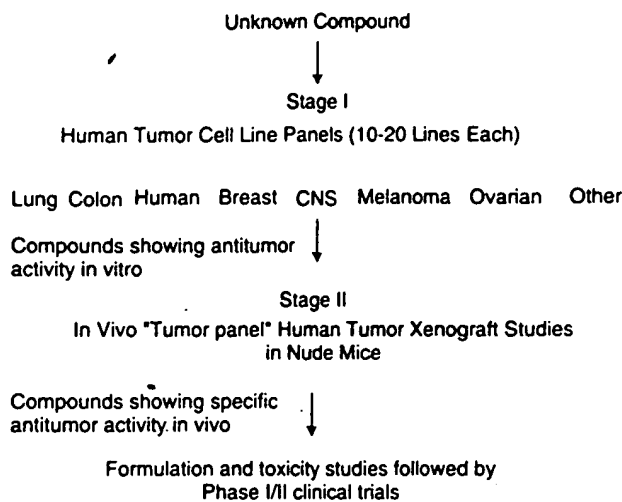 Unknown Compound
Stage I
Human Tumor Cell Line Panels (10-20 Lines Each)
Lung Colon Human Breast CNS Melanoma Ovarian Other
Compounds showing antitumor
activity in vitro
Stage II
In Vivo "Tumor panel" Human Tumor Xenograft Studies
in Nude Mice
Compounds showing specific
antitumor activity in vivo
Formulation and toxicity studies followed by
Phase I/II clinical trials